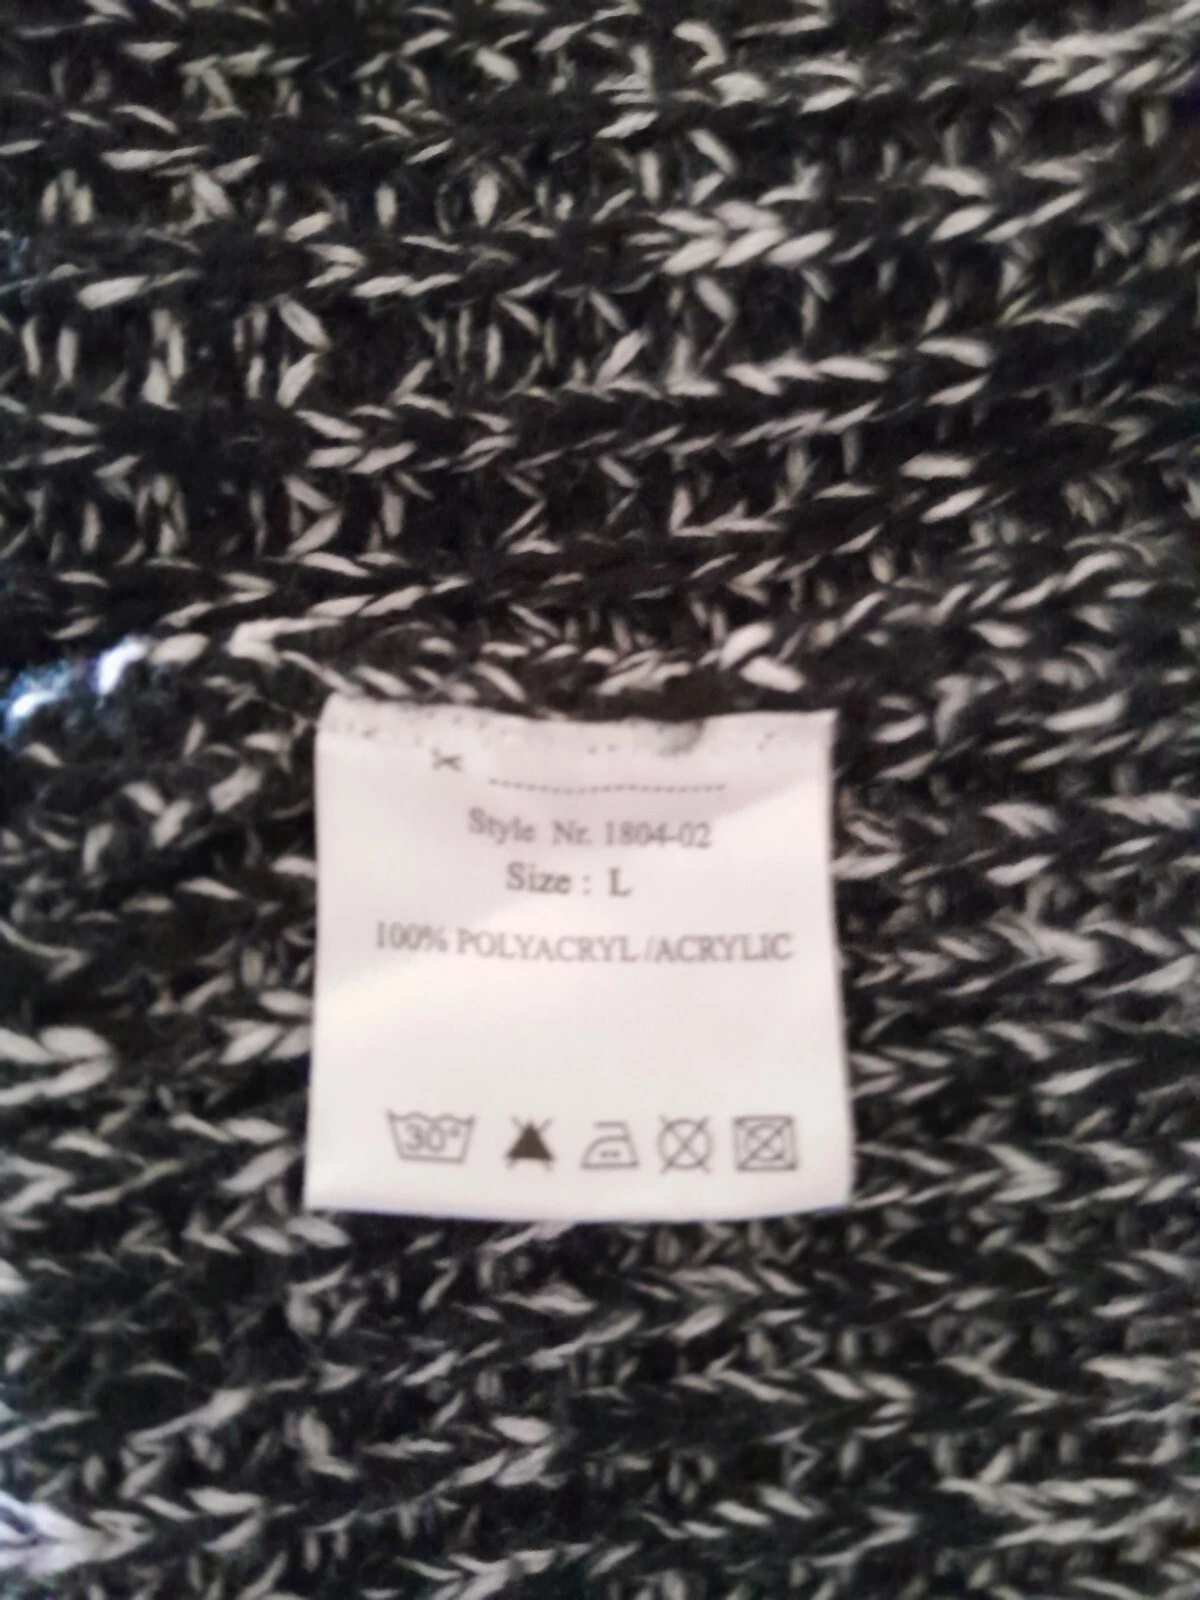 Style Nr. 1804-02
Size : L
100% POLYACRYL/ACRYLIC
30°